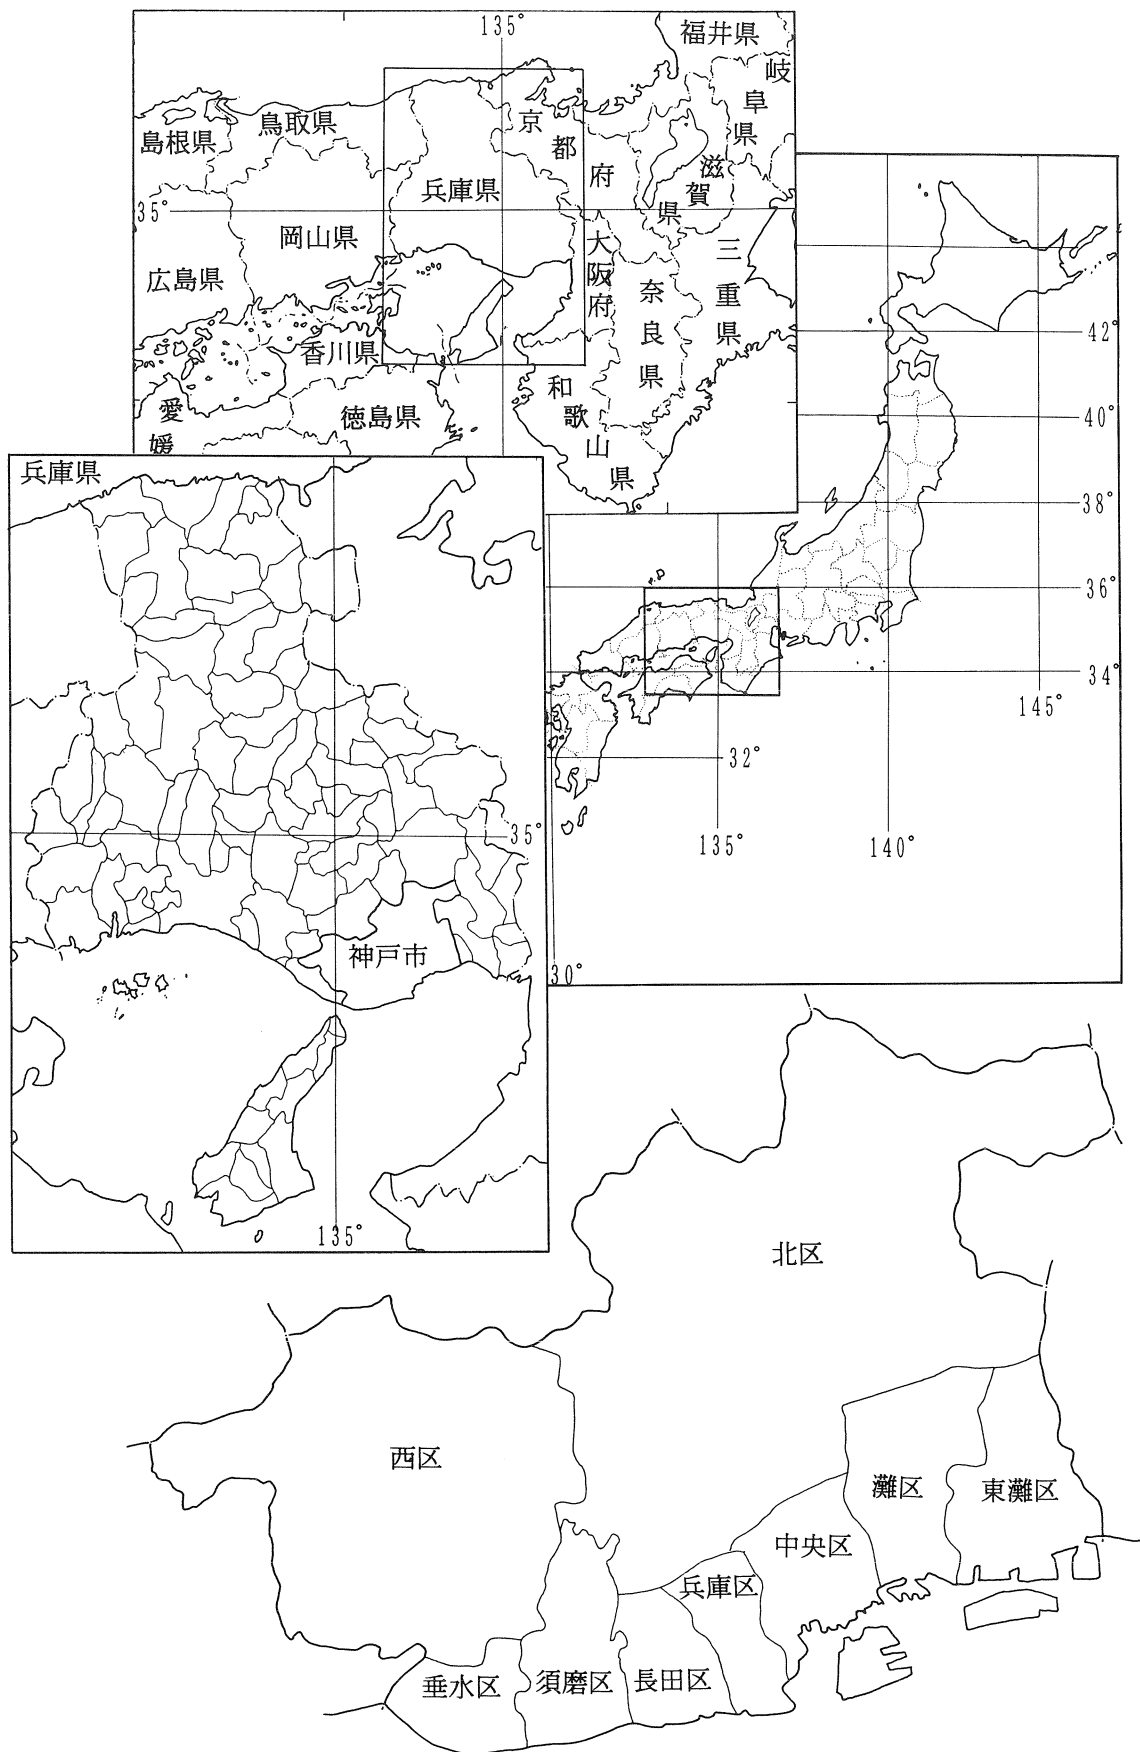 135°
福井県
岐阜県
鳥取県
島根県
京都府
滋賀県
兵庫県
35°
岡山県
大阪府
三重県
広島県
奈良県
香川県
和歌山県
愛媛
徳島県
42°
40°
38°
36°
34°
145°
32°
135°
140°
30°
兵庫県
35°
神戸市
135°
北区
西区
灘区
東灘区
中央区
兵庫区
垂水区
須磨区
長田区